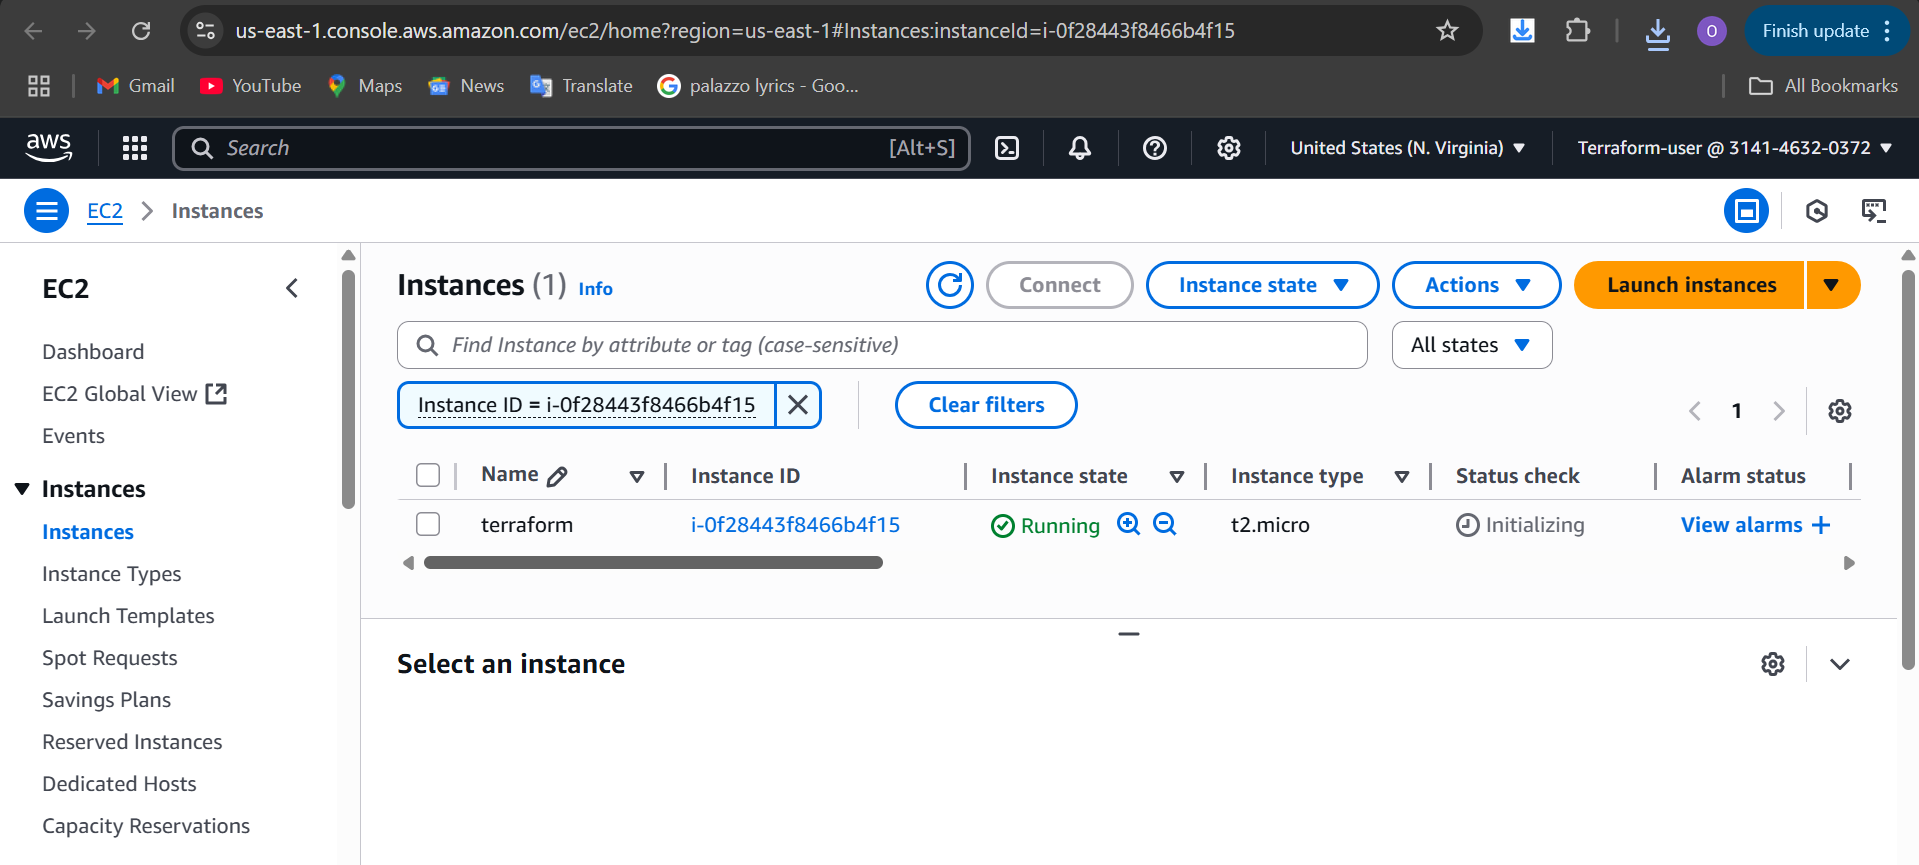 us-east-1.console.aws.amazon.com/ec2/home?region=us-east-1#Instances:instanceId=i-0f28443f8466b4f15
O
Finish update
Gmail
YouTube
Maps
News
Translate
palazzo lyrics - Goo...
All Bookmarks
aws
Search
[Alt+S]
United States (N. Virginia)
Terraform-user @ 3141-4632-0372
EC2
Instances
EC2
Dashboard
EC2 Global View
Events
Instances
Instances
Instance Types
Launch Templates
Spot Requests
Savings Plans
Reserved Instances
Dedicated Hosts
Capacity Reservations
Instances (1) Info
Connect
Instance state
Actions
Launch instances
Find Instance by attribute or tag (case-sensitive)
All states
Instance ID = i-0f28443f8466b4f15
Clear filters
1
Name
Instance ID
Instance state
Instance type
Status check
Alarm status
terraform
i-0f28443f8466b4f15
Running
t2.micro
Initializing
View alarms +
Select an instance